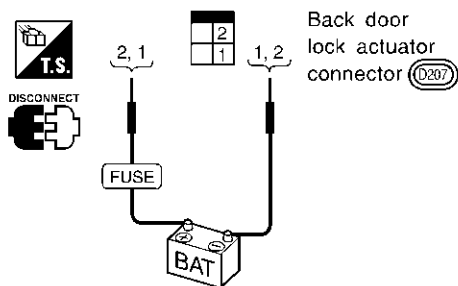 T.S.
DISCONNECT
2, 1
2
1
1, 2
Back door
lock actuator
connector D207
FUSE
BAT